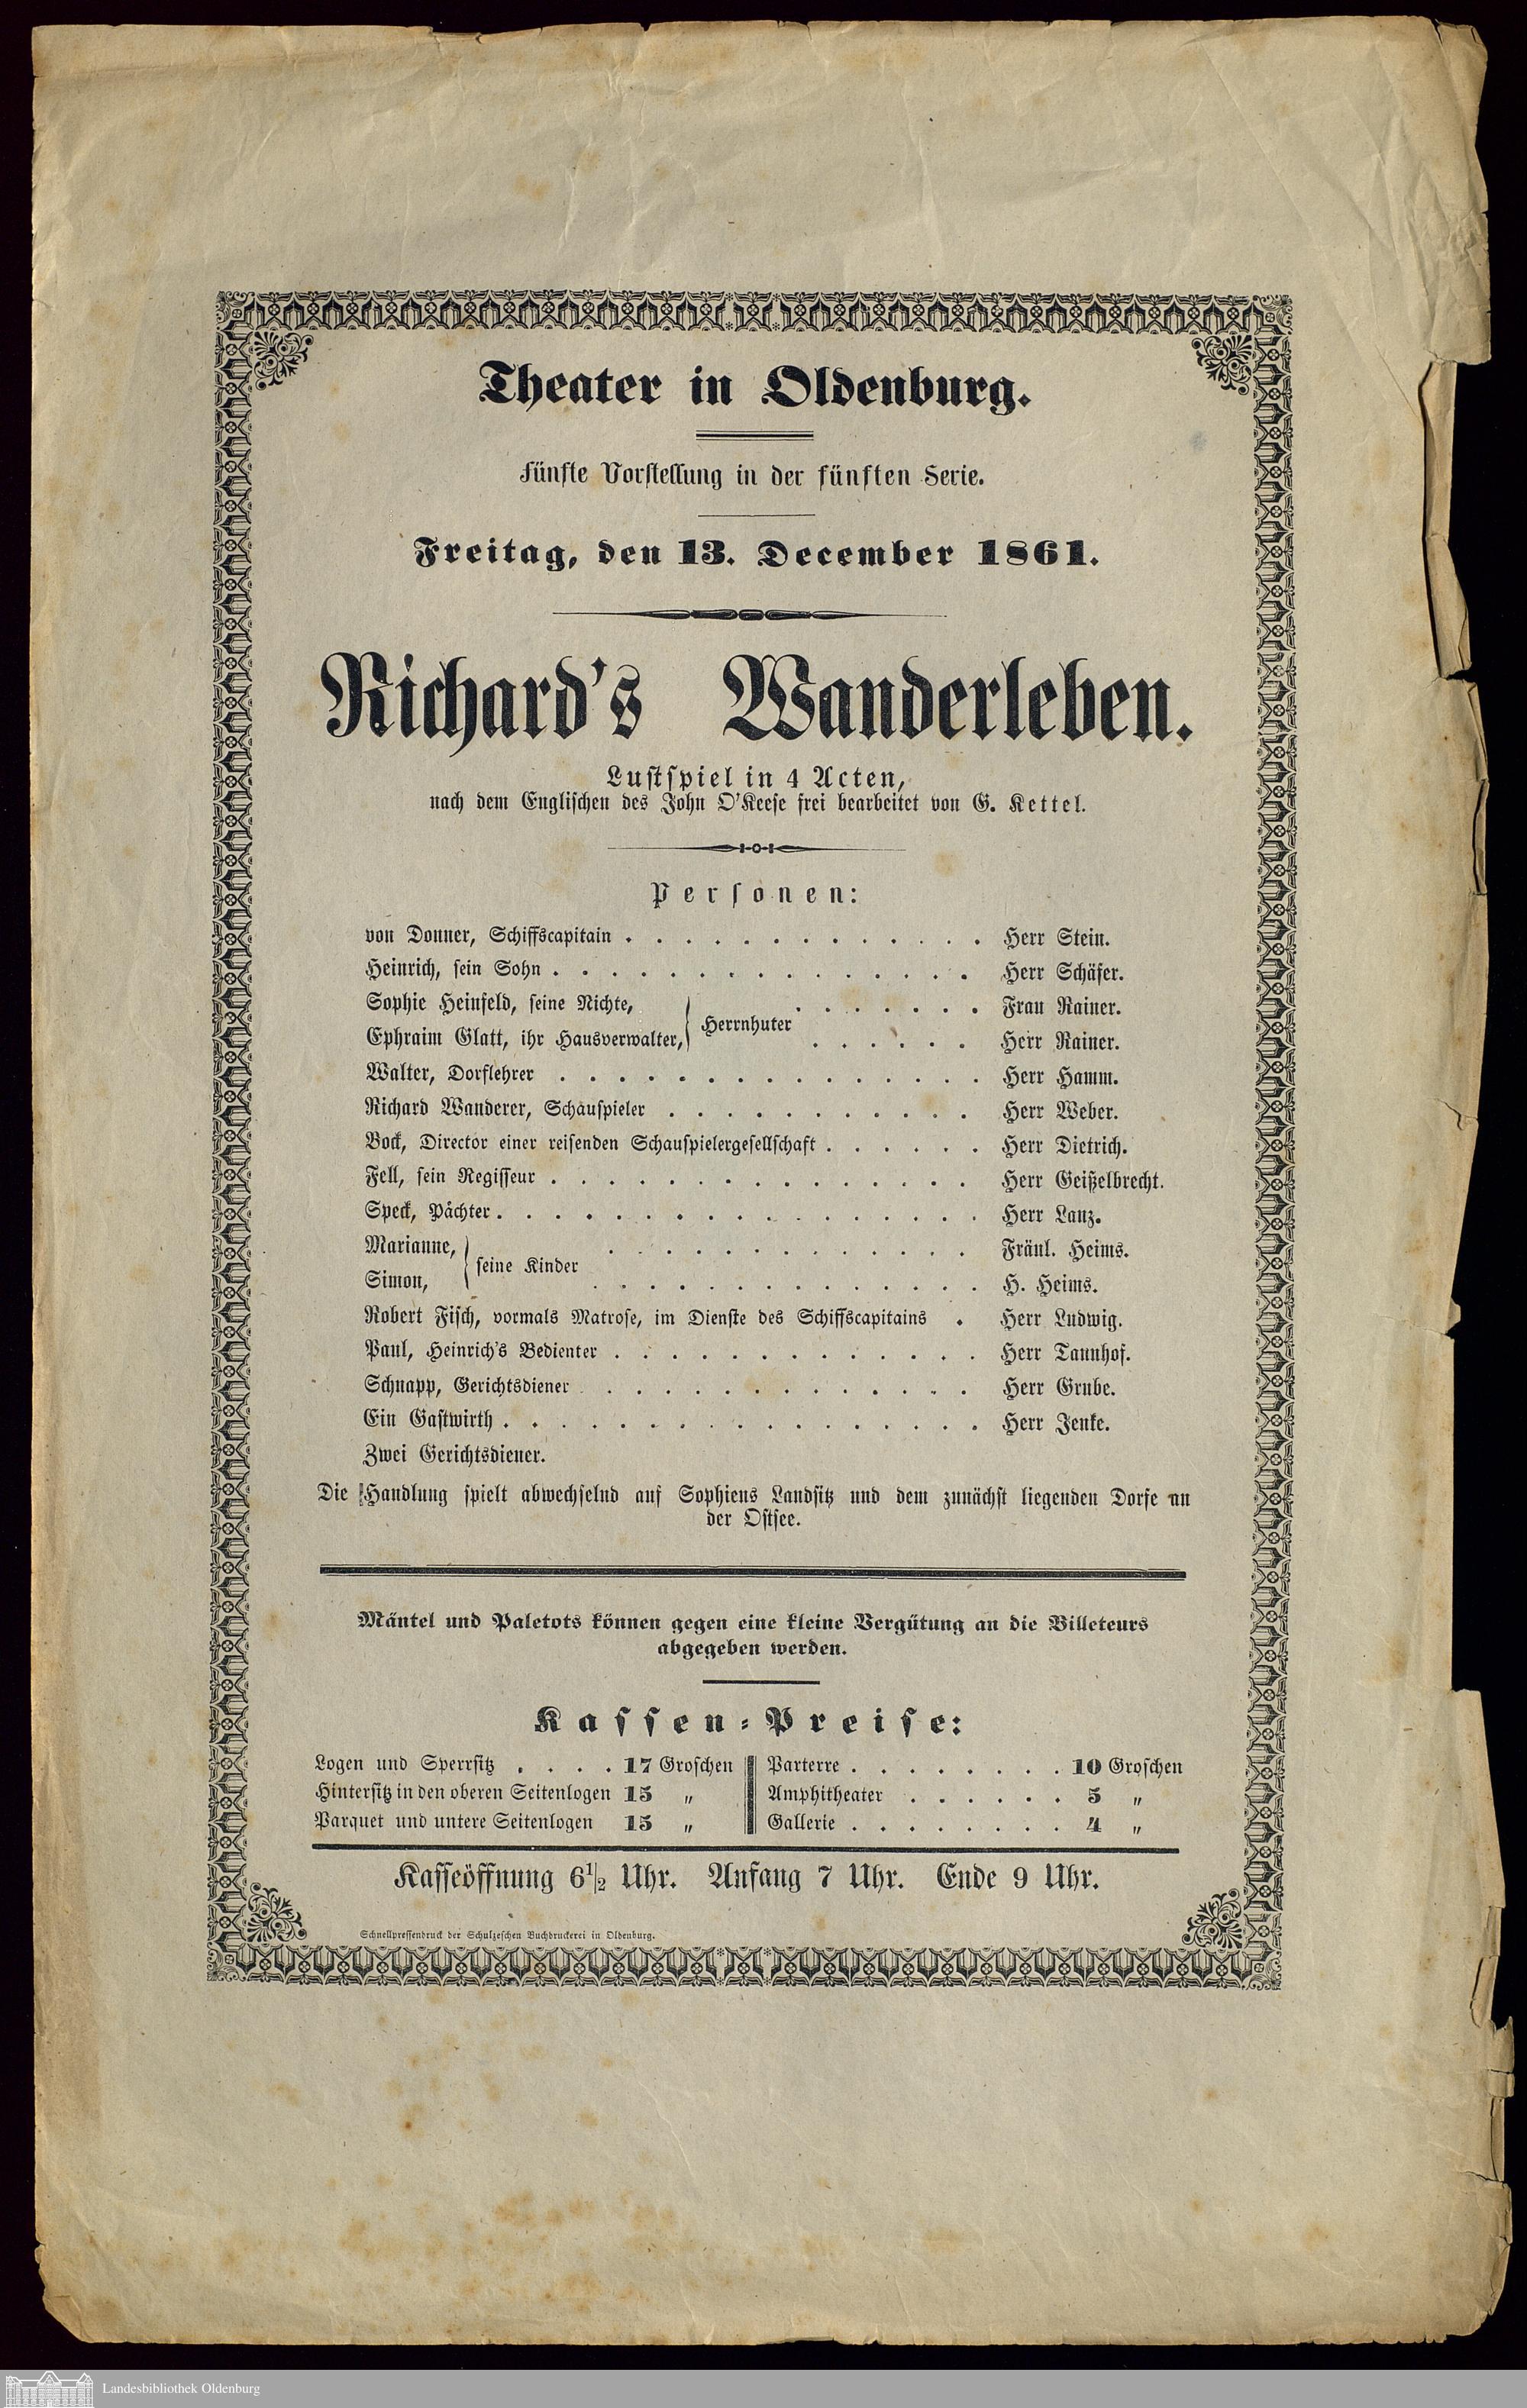 Theater in Oldenburg.
Fünfte Vorstellung in der fünften Serie.
Freitag, den 13. December 1861.
Richard's Wanderleben.
Lustspiel in 4 Acten,
nach dem Englischen des John O'Keefe frei bearbeitet von G. Kettel.
Personen:
von Donner, Schiffscapitain . . . . . . . . . . . . . Herr Stein.
Heinrich, sein Sohn . . . . . . . . . . . . . . . Herr Schäfer.
Sophie Heinfeld, seine Nichte, . . . . . . . Frau Rainer.
Herrnhuter
Ephraim Glatt, ihr Hausverwalter, . . . . . . Herr Rainer.
Walter, Dorflehrer . . . . . . . . . . . . . . . Herr Hamm.
Richard Wanderer, Schauspieler . . . . . . . . . . . Herr Weber.
Bock, Director einer reisenden Schauspielergesellschaft . . . . . . Herr Dietrich.
Fell, sein Regisseur . . . . . . . . . . . . . . . Herr Geißelbrecht.
Speck, Pächter . . . . . . . . . . . . . . . . . Herr Lanz.
Marianne, . . . . . . . . . . . . . Fräul. Heims.
seine Kinder
Simon, . . . . . . . . . . . . . . H. Heims.
Robert Fisch, vormals Matrose, im Dienste des Schiffscapitains . Herr Ludwig.
Paul, Heinrich's Bedienter . . . . . . . . . . . . . Herr Tannhof.
Schnapp, Gerichtsdiener . . . . . . . . . . . . . Herr Grube.
Ein Gastwirth . . . . . . . . . . . . . . . . . Herr Jenke.
Zwei Gerichtsdiener.
Die Handlung spielt abwechselnd auf Sophiens Landsitz und dem zunächst liegenden Dorfe an
der Ostsee.
Mäntel und Paletots können gegen eine kleine Vergütung an die Billeteurs
abgegeben werden.
Kassen-Preise:
Logen und Sperrsitz . . . . 17 Groschen
Hintersitz in den oberen Seitenlogen 15 „
Parquet und untere Seitenlogen 15 „
Parterre . . . . . . . . 10 Groschen
Amphitheater . . . . . . 5 „
Gallerie . . . . . . . . 4 „
Kasseöffnung 6 1/2 Uhr. Anfang 7 Uhr. Ende 9 Uhr.
Schnellpressendruck der Schulzeschen Buchdruckerei in Oldenburg.
Landesbibliothek Oldenburg